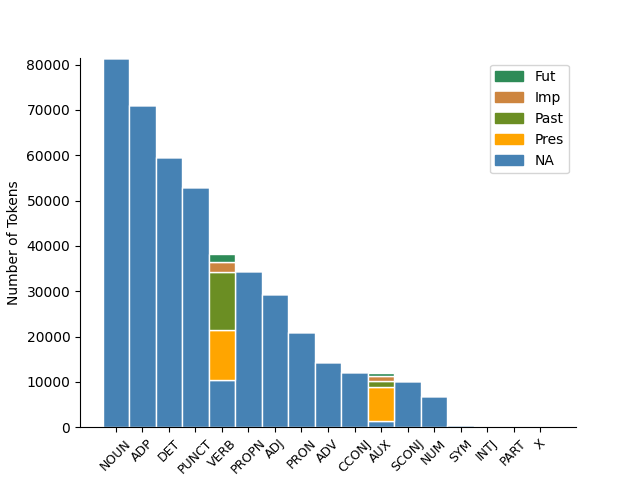 Fut
Imp
Past
Pres
NA
Number of Tokens
80000
70000
60000
50000
40000
30000
20000
10000
0
NOUN
ADP
DET
PUNCT
VERB
PROPN
ADJ
PRON
ADV
CCONJ
AUX
SCONJ
NUM
SYM
INTJ
PART
X